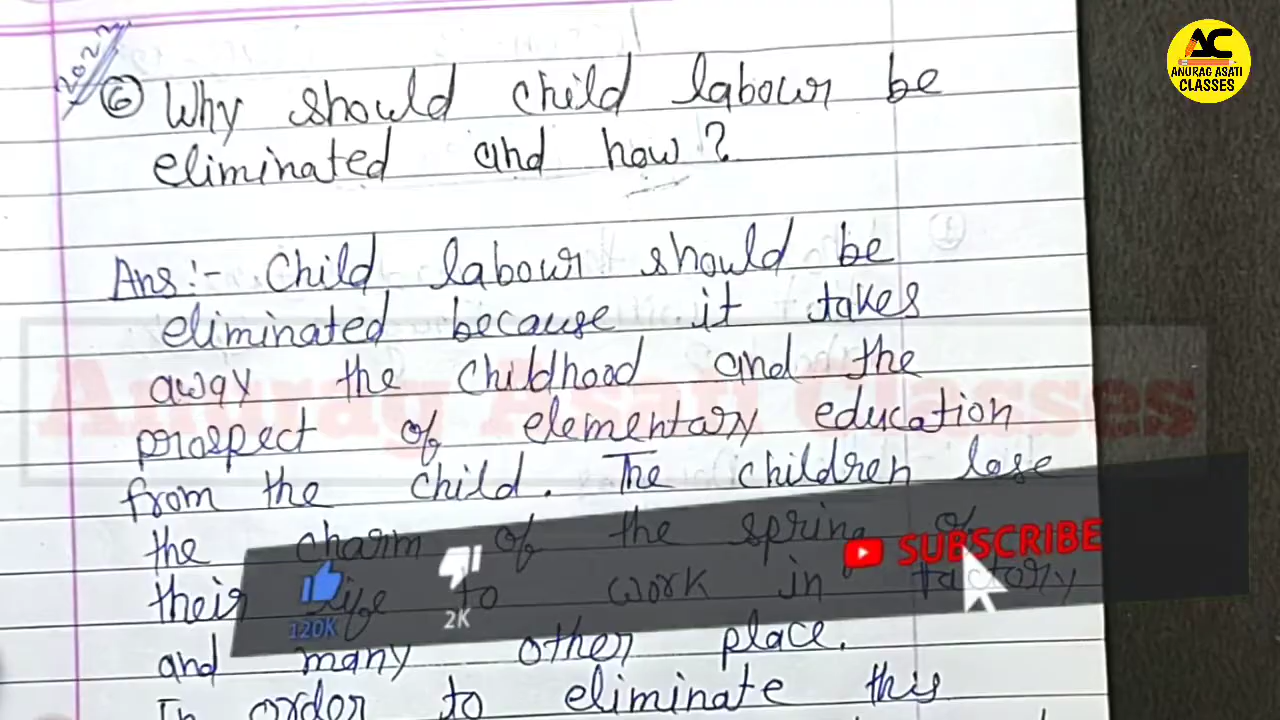 2022
AC
ANURAG ASATI
CLASSES
6 Why should child labour be
eliminated and how?
Ans:- Child labour should be
eliminated because it takes
away the childhood and the
prospect of elementary education
from the child. The children lose
the charm of the spring of
their life to work in factory
and many other place.
In order to eliminate this
Anurag Asati Classes
SUBSCRIBE
120K
2K